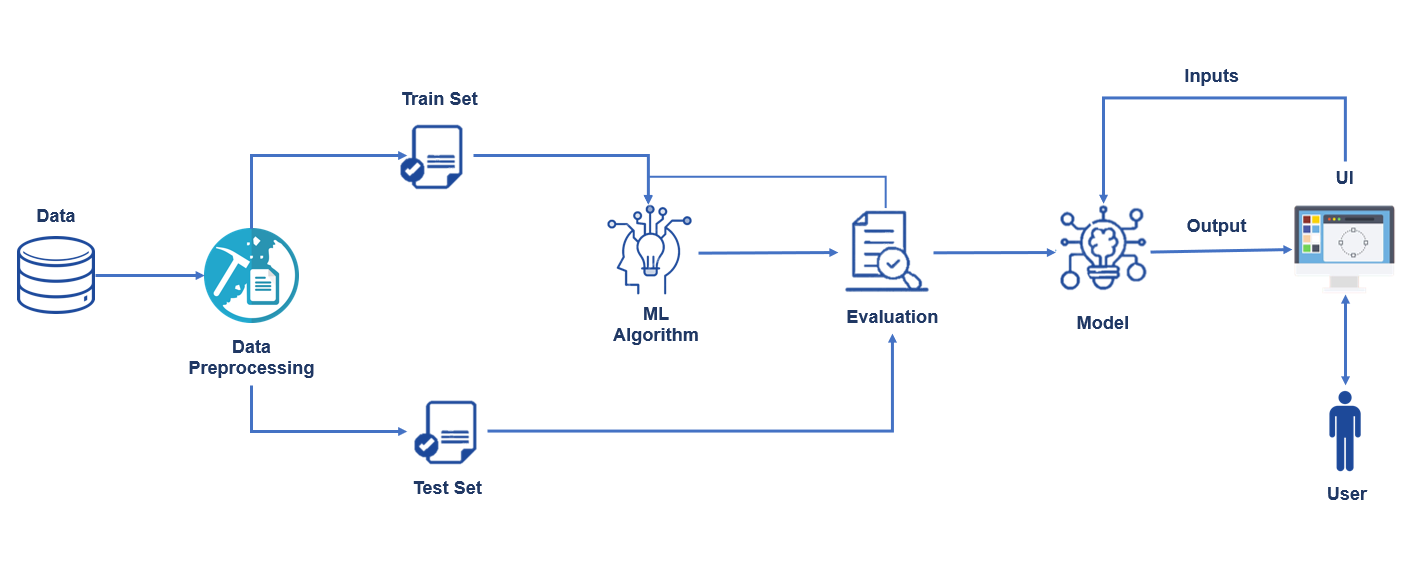 Data
Data
Preprocessing
Train Set
Test Set
ML
Algorithm
Evaluation
Model
Inputs
Output
UI
User